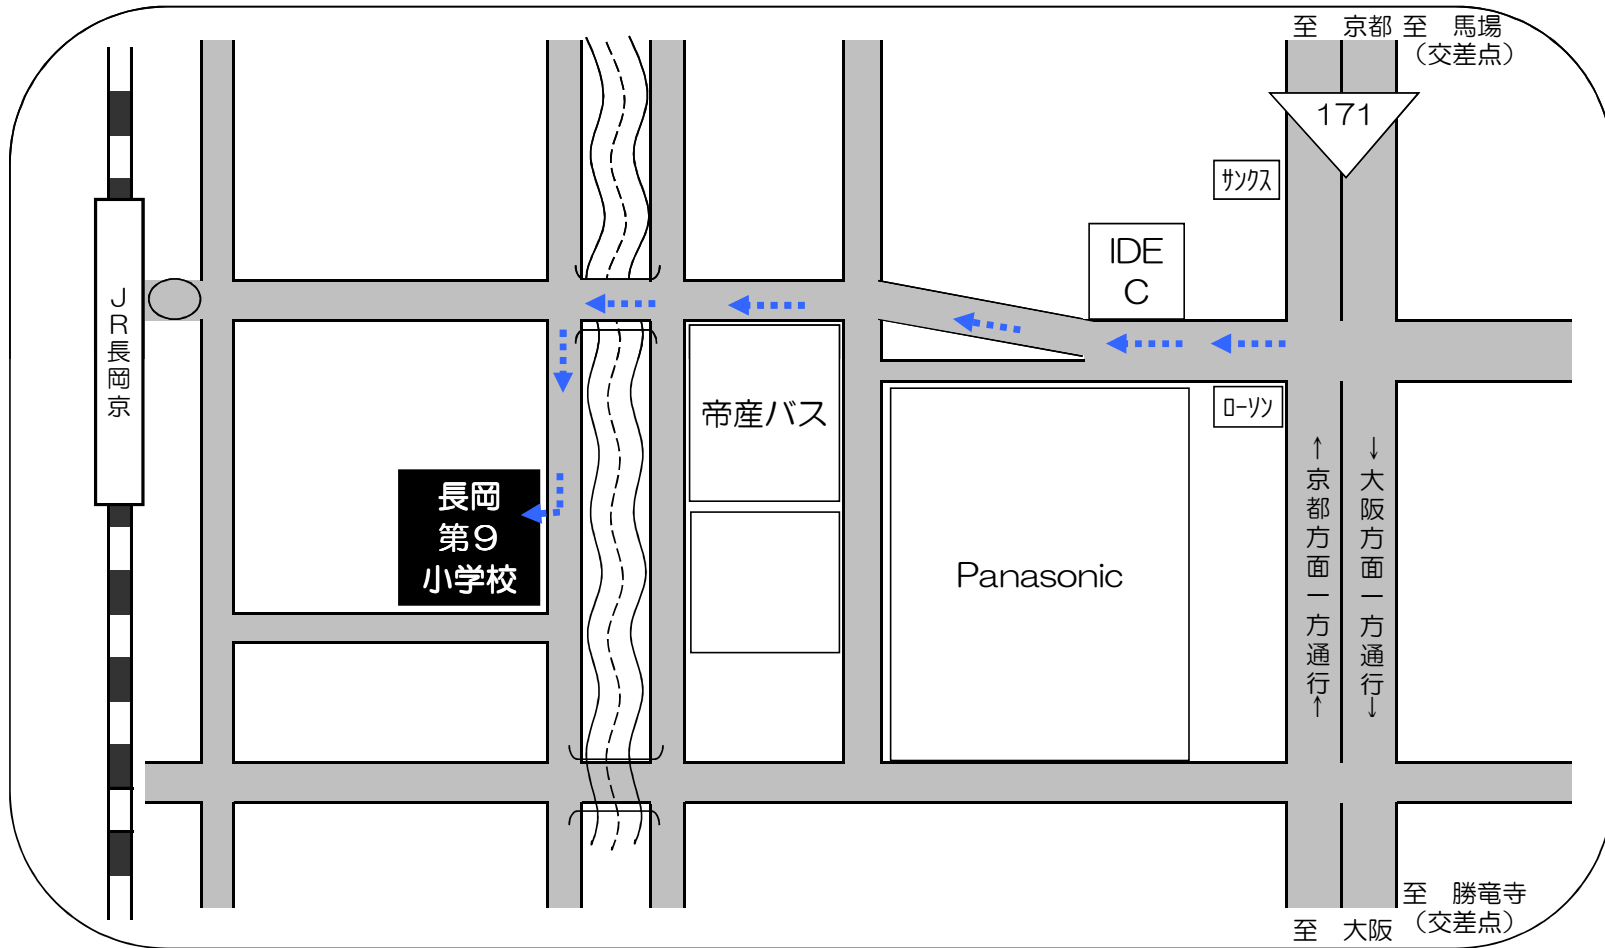 至　京都
至　馬場
（交差点）
171
ｻﾝｸｽ
IDE
C
ＪＲ長岡京
帝産バス
ﾛｰｿﾝ
長岡
第９
小学校
Panasonic
↑京都方面一方通行↑
↓大阪方面一方通行↓
至　勝竜寺
（交差点）
至　大阪